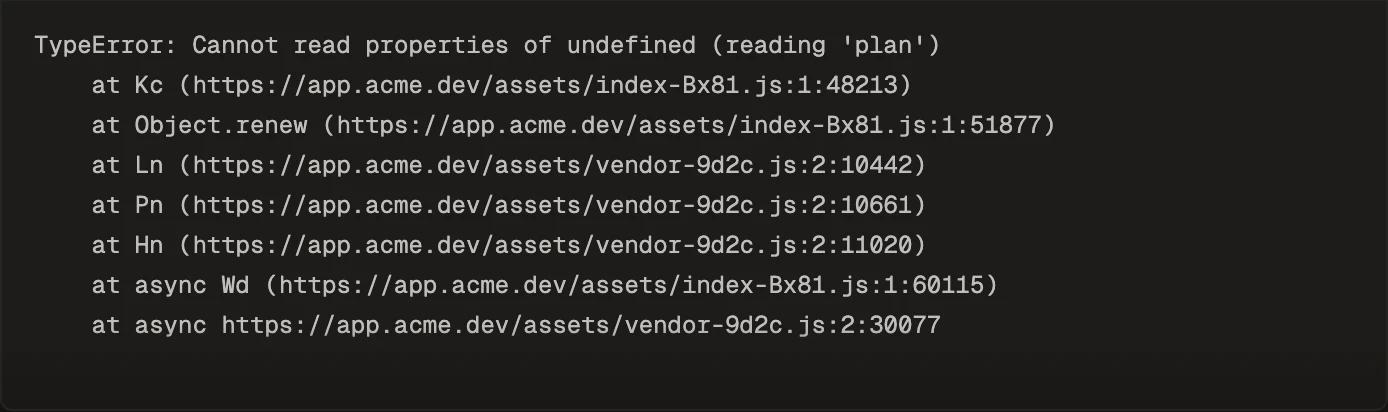 TypeError: Cannot read properties of undefined (reading 'plan')
at Kc (https://app.acme.dev/assets/index-Bx81.js:1:48213)
at Object.renew (https://app.acme.dev/assets/index-Bx81.js:1:51877)
at Ln (https://app.acme.dev/assets/vendor-9d2c.js:2:10442)
at Pn (https://app.acme.dev/assets/vendor-9d2c.js:2:10661)
at Hn (https://app.acme.dev/assets/vendor-9d2c.js:2:11020)
at async Wd (https://app.acme.dev/assets/index-Bx81.js:1:60115)
at async https://app.acme.dev/assets/vendor-9d2c.js:2:30077